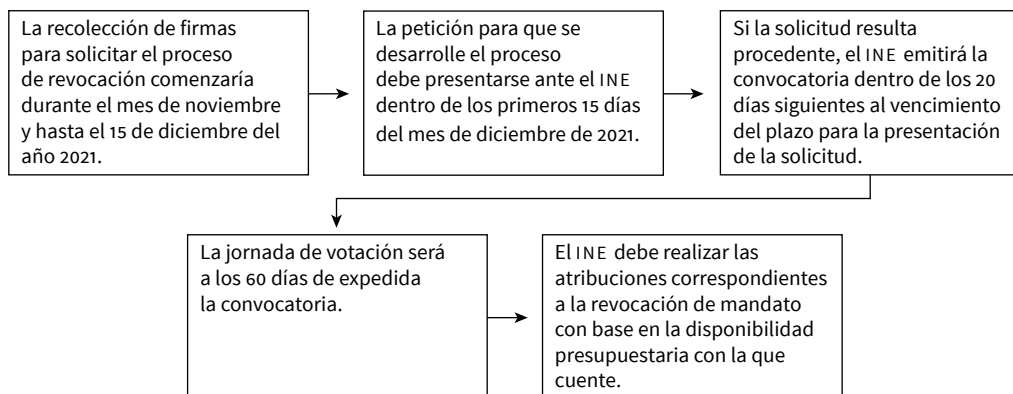 La recolección de firmas
para solicitar el proceso
de revocación comenzaría
durante el mes de noviembre
y hasta el 15 de diciembre del
año 2021.
La petición para que se
desarrolle el proceso
debe presentarse ante el INE
dentro de los primeros 15 días
del mes de diciembre de 2021.
Si la solicitud resulta
procedente, el INE emitirá la
convocatoria dentro de los 20
días siguientes al vencimiento
del plazo para la presentación
de la solicitud.
La jornada de votación será
a los 60 días de expedida
la convocatoria.
El INE debe realizar las
atribuciones correspondientes
a la revocación de mandato
con base en la disponibilidad
presupuestaria con la que
cuente.